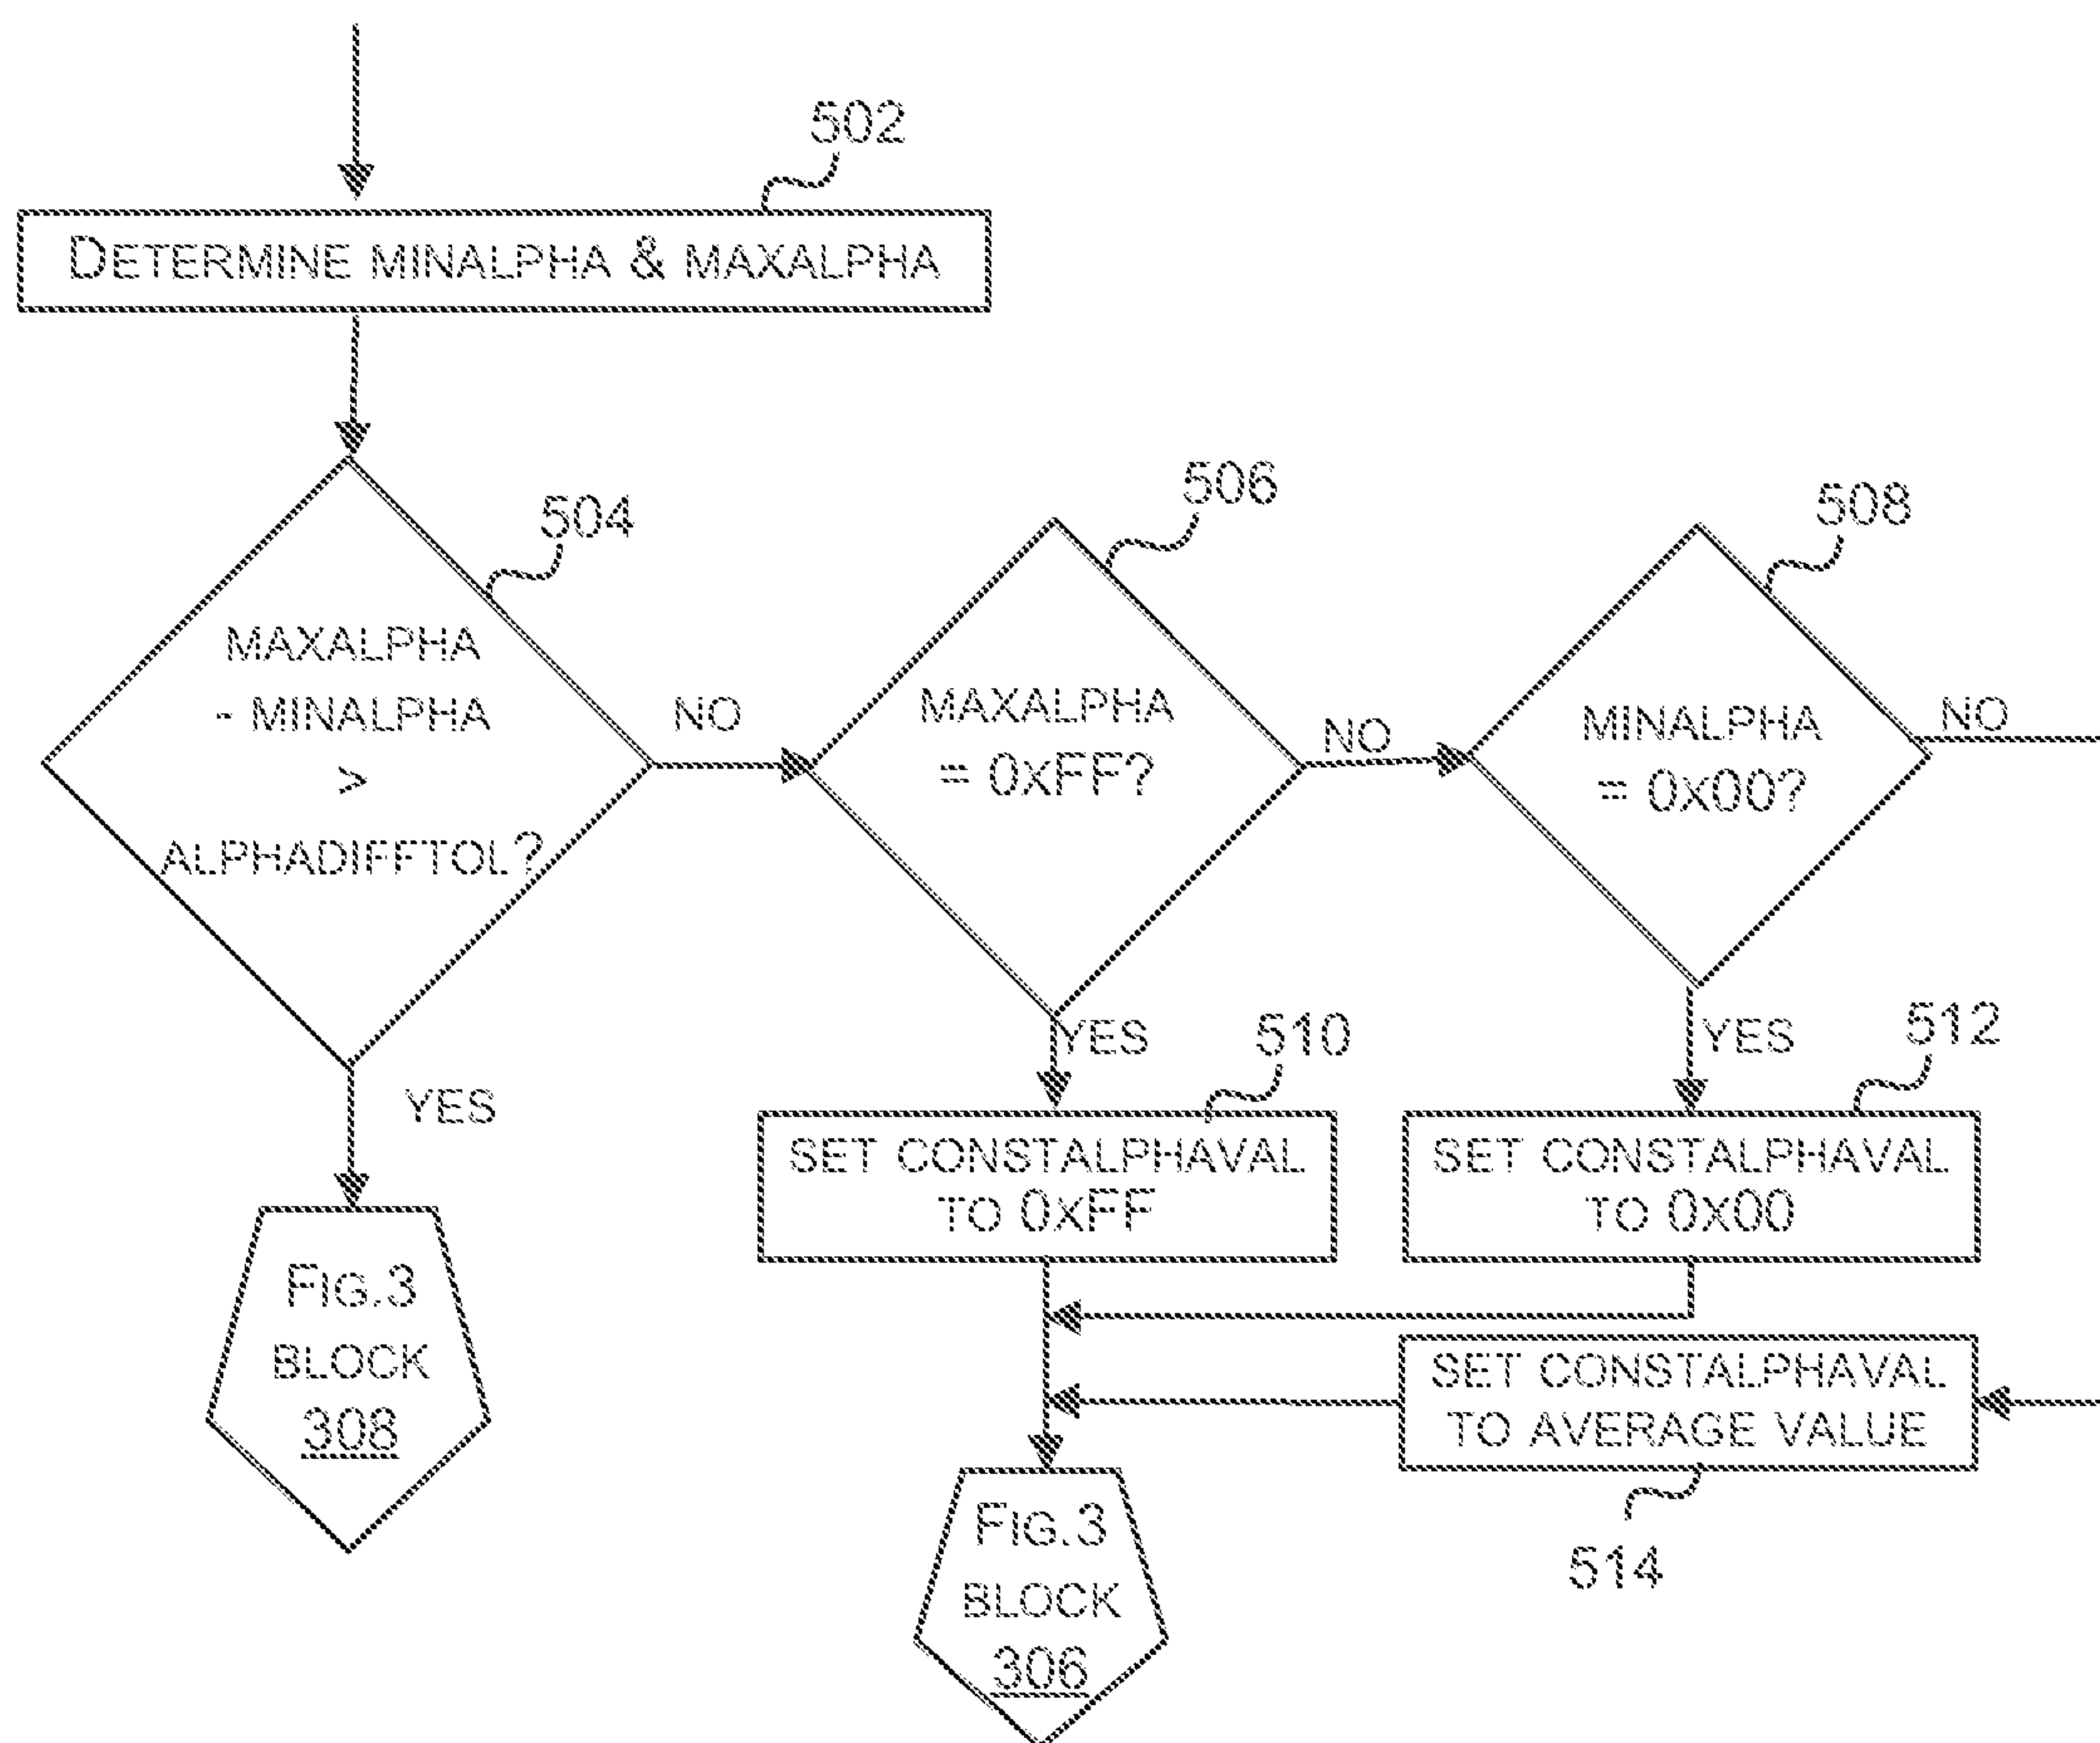 502
DETERMINE MINALPHA & MAXALPHA
504
MAXALPHA
- MINALPHA
>
ALPHADIFFTOL?
NO
YES
506
MAXALPHA
= 0XFF?
NO
YES
508
MINALPHA
= 0X00?
NO
YES
510
SET CONSTALPHAVAL
TO 0XFF
512
SET CONSTALPHAVAL
TO 0X00
SET CONSTALPHAVAL
TO AVERAGE VALUE
514
FIG.3
BLOCK
308
FIG.3
BLOCK
306